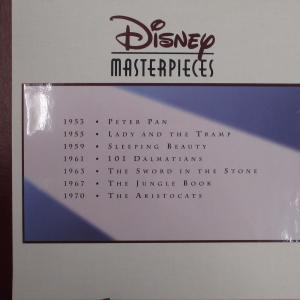 Disney
MASTERPIECES
1953 • PETER PAN
1955 • LADY AND THE TRAMP
1959 • SLEEPING BEAUTY
1961 • 101 DALMATIANS
1963 • THE SWORD IN THE STONE
1967 • THE JUNGLE BOOK
1970 • THE ARISTOCATS